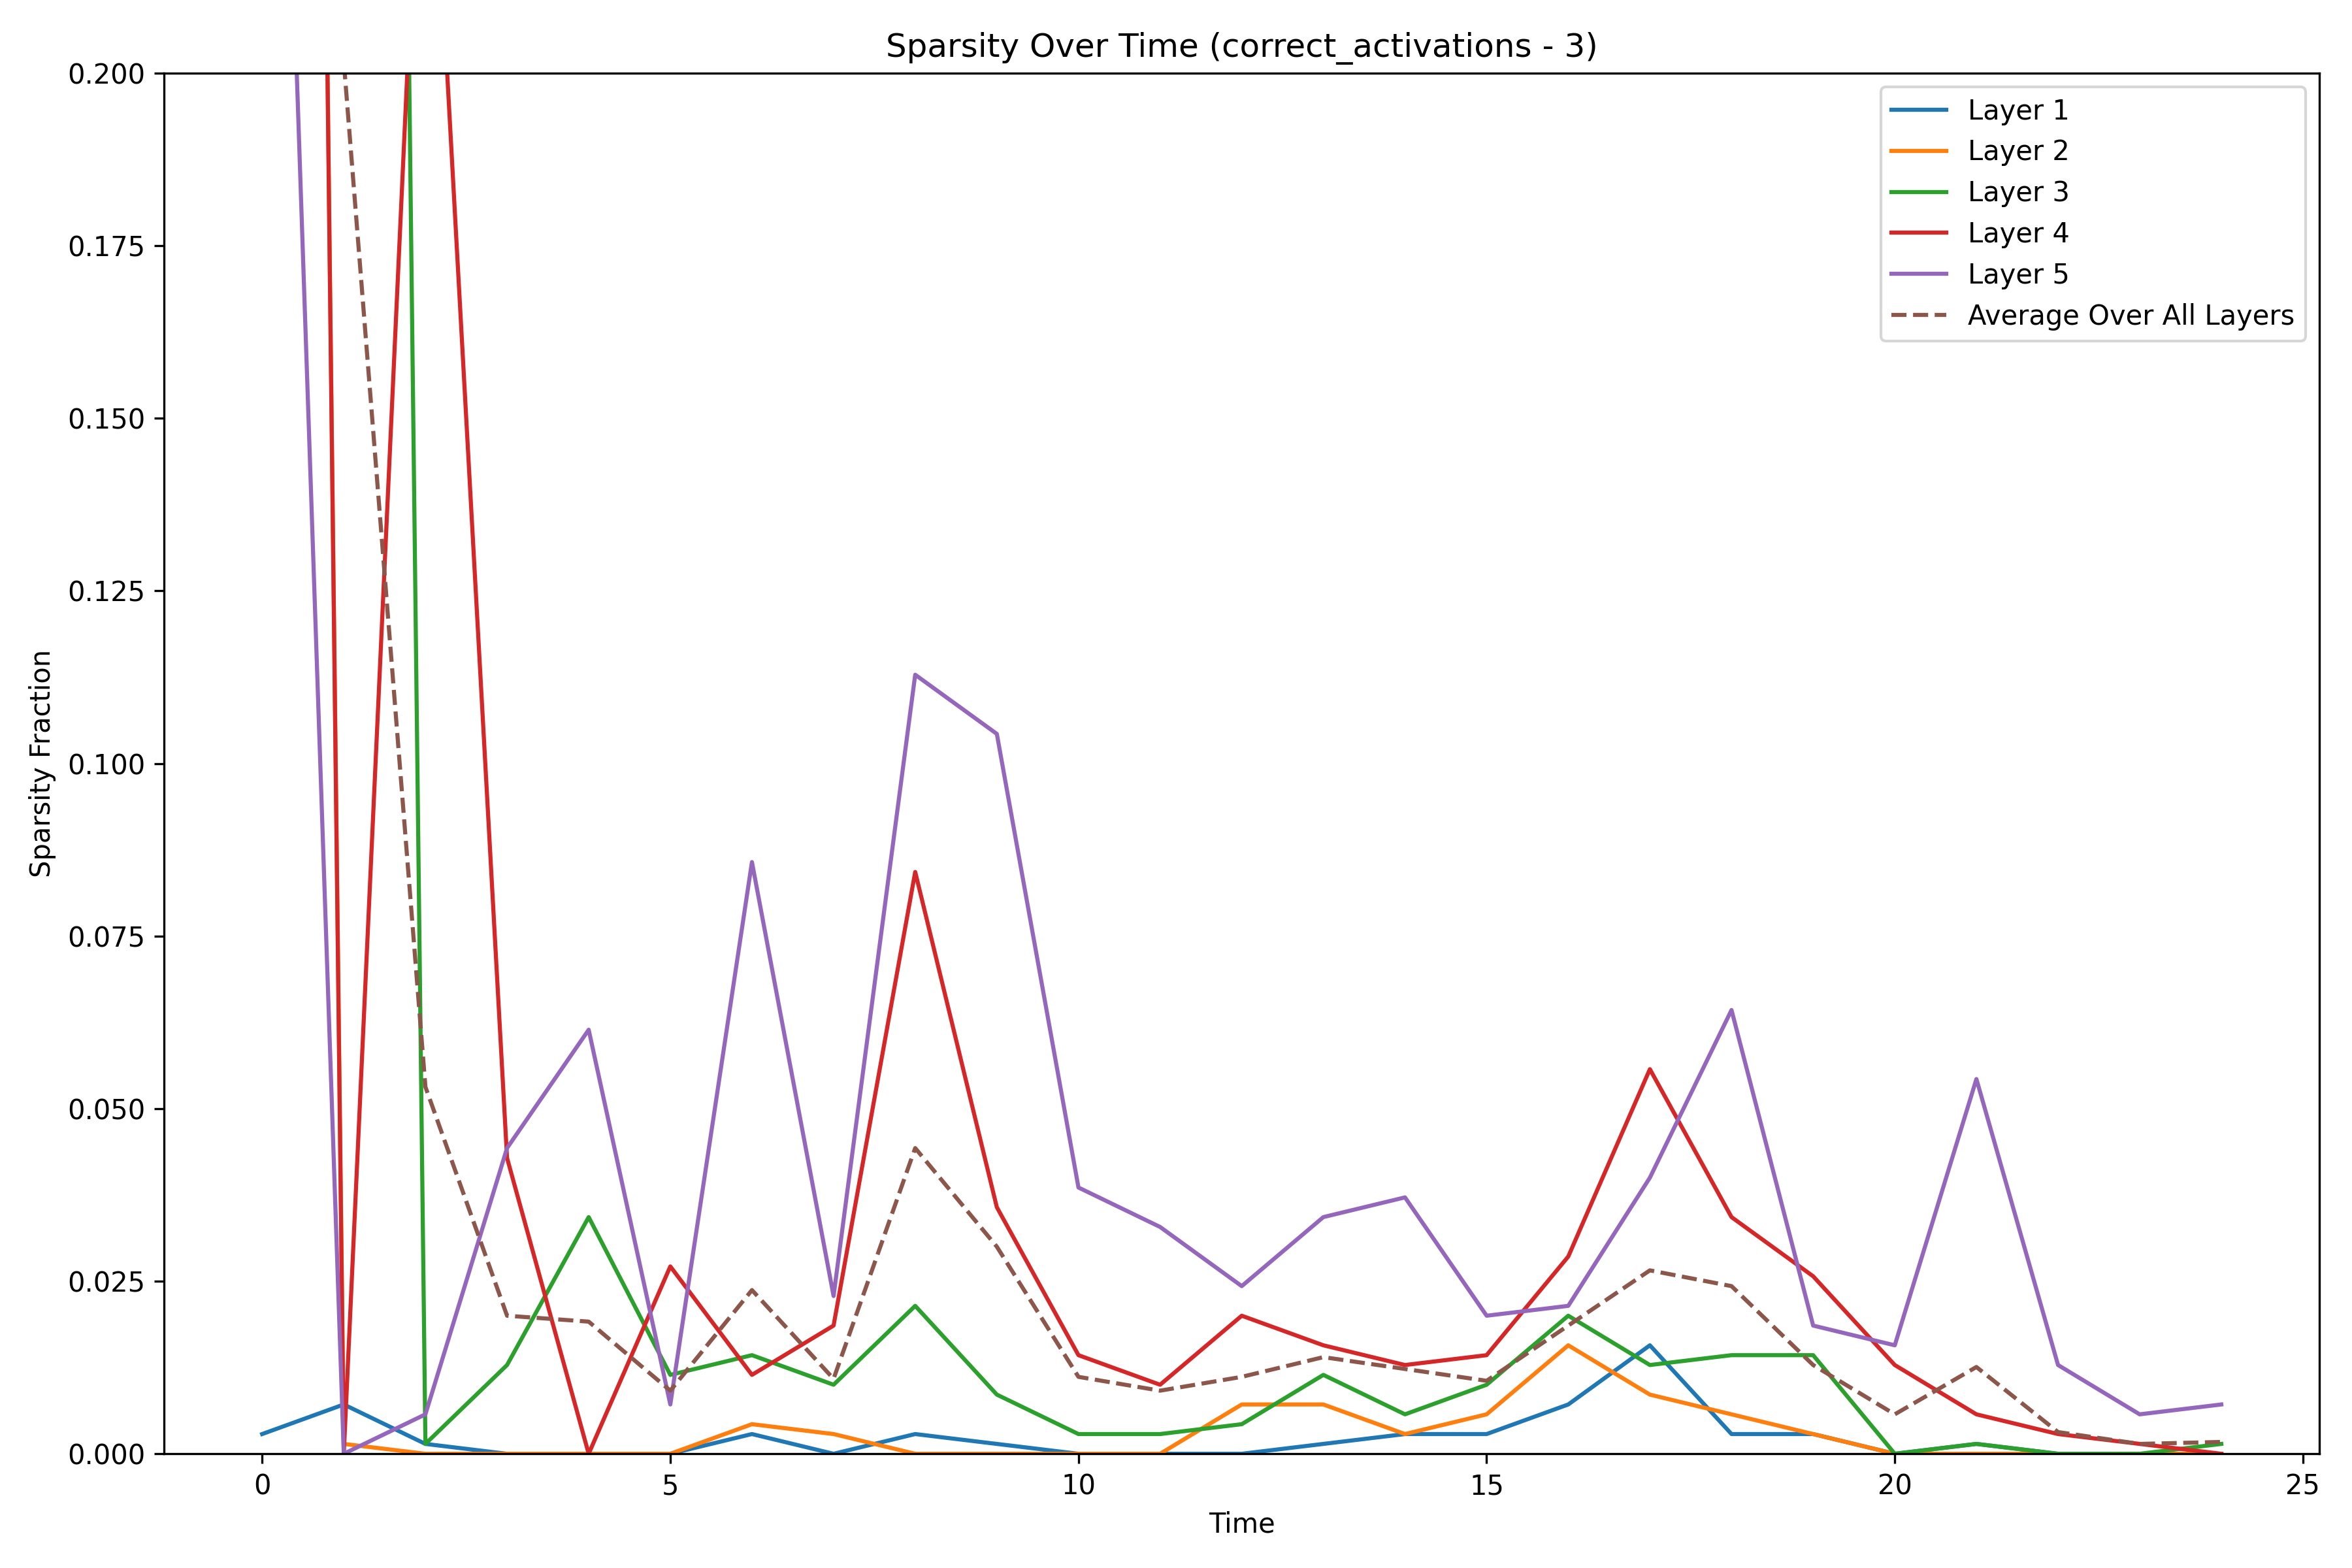 Sparsity Over Time (correct_activations - 3)
Layer 1
Layer 2
Layer 3
Layer 4
Layer 5
Average Over All Layers
Sparsity Fraction
0.200
0.175
0.150
0.125
0.100
0.075
0.050
0.025
0.000
0 5 10 15 20 25
Time